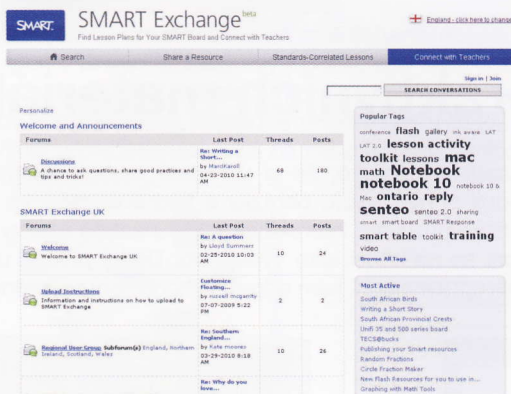 SMART
SMART Exchange beta
Find Lesson Plans for Your SMART Board and Connect with Teachers
England - click here to change
Search
Share a Resource
Standards-Correlated Lessons
Connect with Teachers
Sign in | Join
SEARCH CONVERSATIONS
Personalize
Welcome and Announcements
Forums Last Post Threads Posts
Discussions
A chance to ask questions, share good practices and
tips and tricks!
Re: Writing a
Short...
by
04-23-2010 11:47
AM
68
180
SMART Exchange UK
Forums Last Post Threads Posts
Welcome
Welcome to SMART Exchange UK
Re: A question
by Lloyd Summers
02-25-2010 10:03
AM
10
24
Upload Instructions
Information and instructions on how to upload to
SMART Exchange
Customize
Floating...
by russell mcganity
07-07-2009 5:22
PM
2
2
Regional User Group Subforum(s) England, Northern
Ireland, Scotland, Wales
Re: Southern
England...
by Kate moores
03-29-2010 8:18
AM
10
26
Re: Why do you
love...
Popular Tags
conference flash gallery ink aware LAT
LAT 2.0 lesson activity
toolkit lessons mac
math Notebook
notebook 10 notebook 10 &
Mac ontario reply
senteo senteo 2.0 sharing
smart smart board SMART Response
smart table toolkit training
video
Browse All Tags
Most Active
South African Birds
Writing a Short Story
South African Provincial Crests
Unifi 35 and 500 series board
TECS@bucks
Publishing your Smart resources
Random Fractions
Circle Fraction Maker
New Flash Resources for you to use in...
Graphing with Math Tools